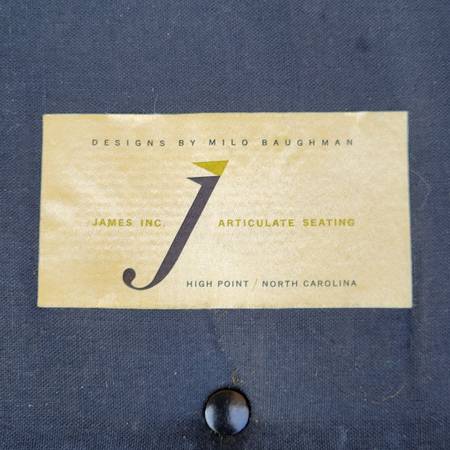 DESIGNS BY MILO BAUGHMAN
j
JAMES INC. ARTICULATE SEATING
HIGH POINT / NORTH CAROLINA